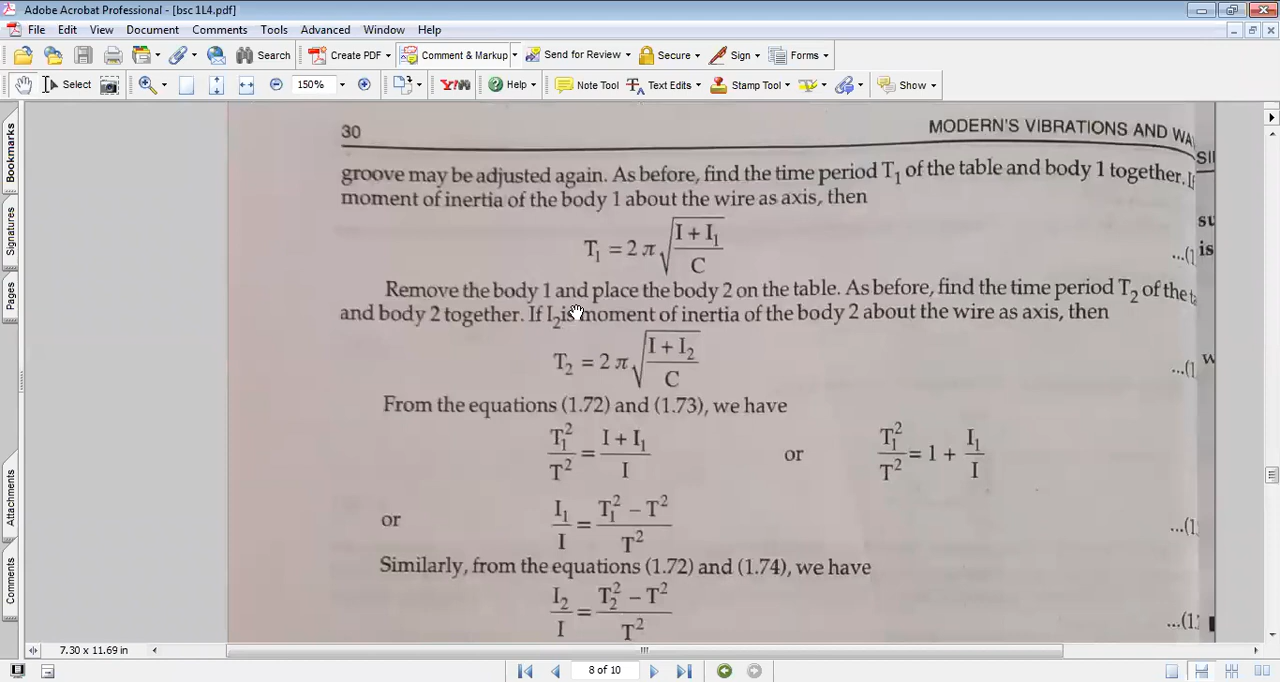 Adobe Acrobat Professional - [bsc 1L4.pdf]
File Edit View Document Comments Tools Advanced Window Help
Search Create PDF Comment & Markup Send for Review Secure Sign Forms
Select 150% Y! Help Note Tool Text Edits Stamp Tool Show
Bookmarks
Signatures
Pages
Attachments
Comments
30 MODERN'S VIBRATIONS AND WA
groove may be adjusted again. As before, find the time period T₁ of the table and body 1 together. If
moment of inertia of the body 1 about the wire as axis, then
T₁ = 2 π √((I + I₁)/C) ...(1
Remove the body 1 and place the body 2 on the table. As before, find the time period T₂ of the
and body 2 together. If I₂ is moment of inertia of the body 2 about the wire as axis, then
T₂ = 2 π √((I + I₂)/C) ...(1
From the equations (1.72) and (1.73), we have
T₁²/T² = (I + I₁)/I or T₁²/T² = 1 + I₁/I
or I₁/I = (T₁² – T²)/T² ...(1
Similarly, from the equations (1.72) and (1.74), we have
I₂/I = (T₂² – T²)/T² ...(1
SI
su
is
w
7.30 x 11.69 in
8 of 10